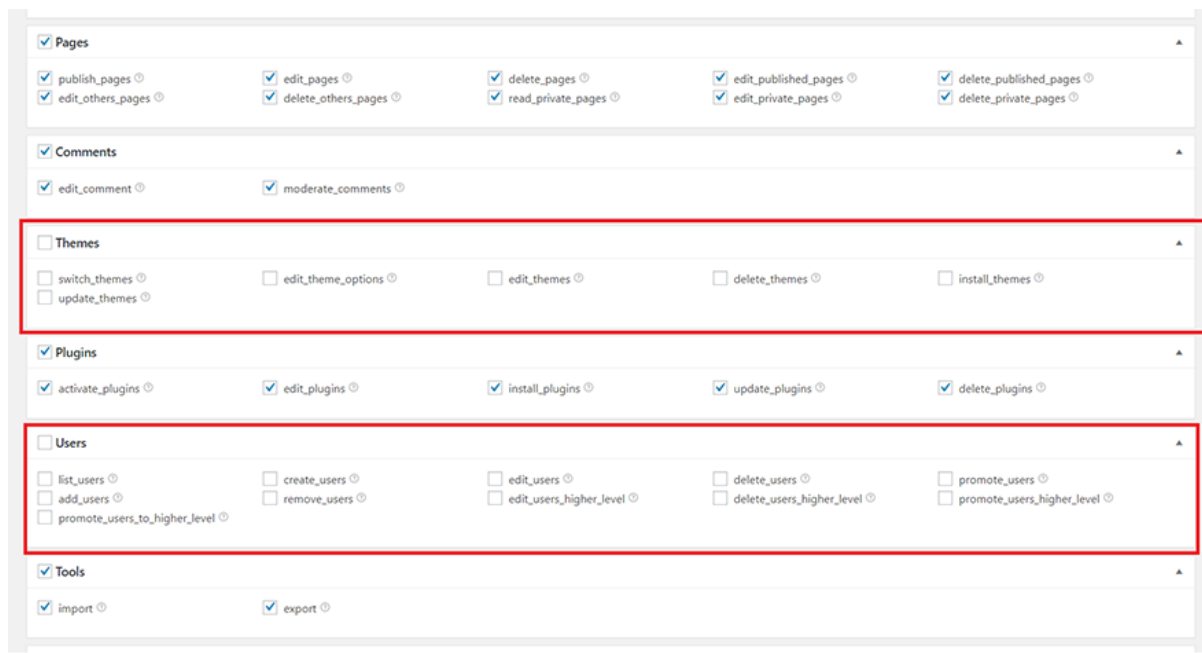 Pages
publish_pages edit_pages delete_pages edit_published_pages delete_published_pages
edit_others_pages delete_others_pages read_private_pages edit_private_pages delete_private_pages
Comments
edit_comment moderate_comments
Themes
switch_themes edit_theme_options edit_themes delete_themes install_themes
update_themes
Plugins
activate_plugins edit_plugins install_plugins update_plugins delete_plugins
Users
list_users create_users edit_users delete_users promote_users
add_users remove_users edit_users_higher_level delete_users_higher_level promote_users_higher_level
promote_users_to_higher_level
Tools
import export